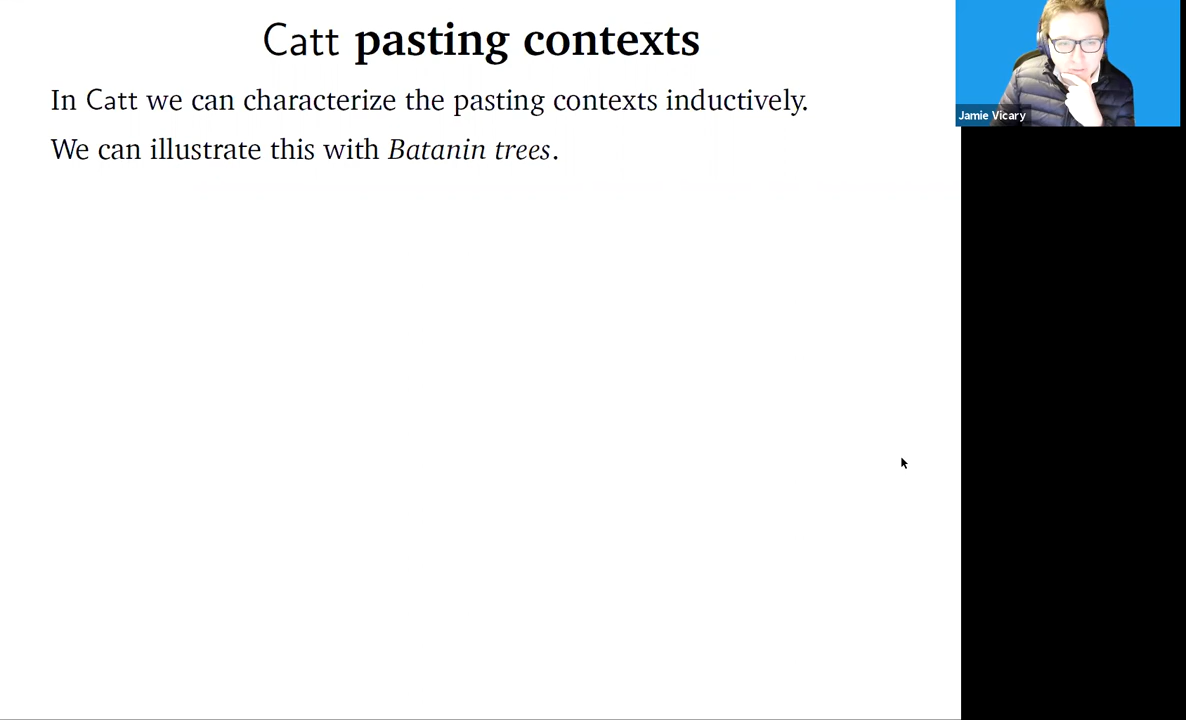 Catt pasting contexts
In Catt we can characterize the pasting contexts inductively.
We can illustrate this with Batanin trees.
Jamie Vicary